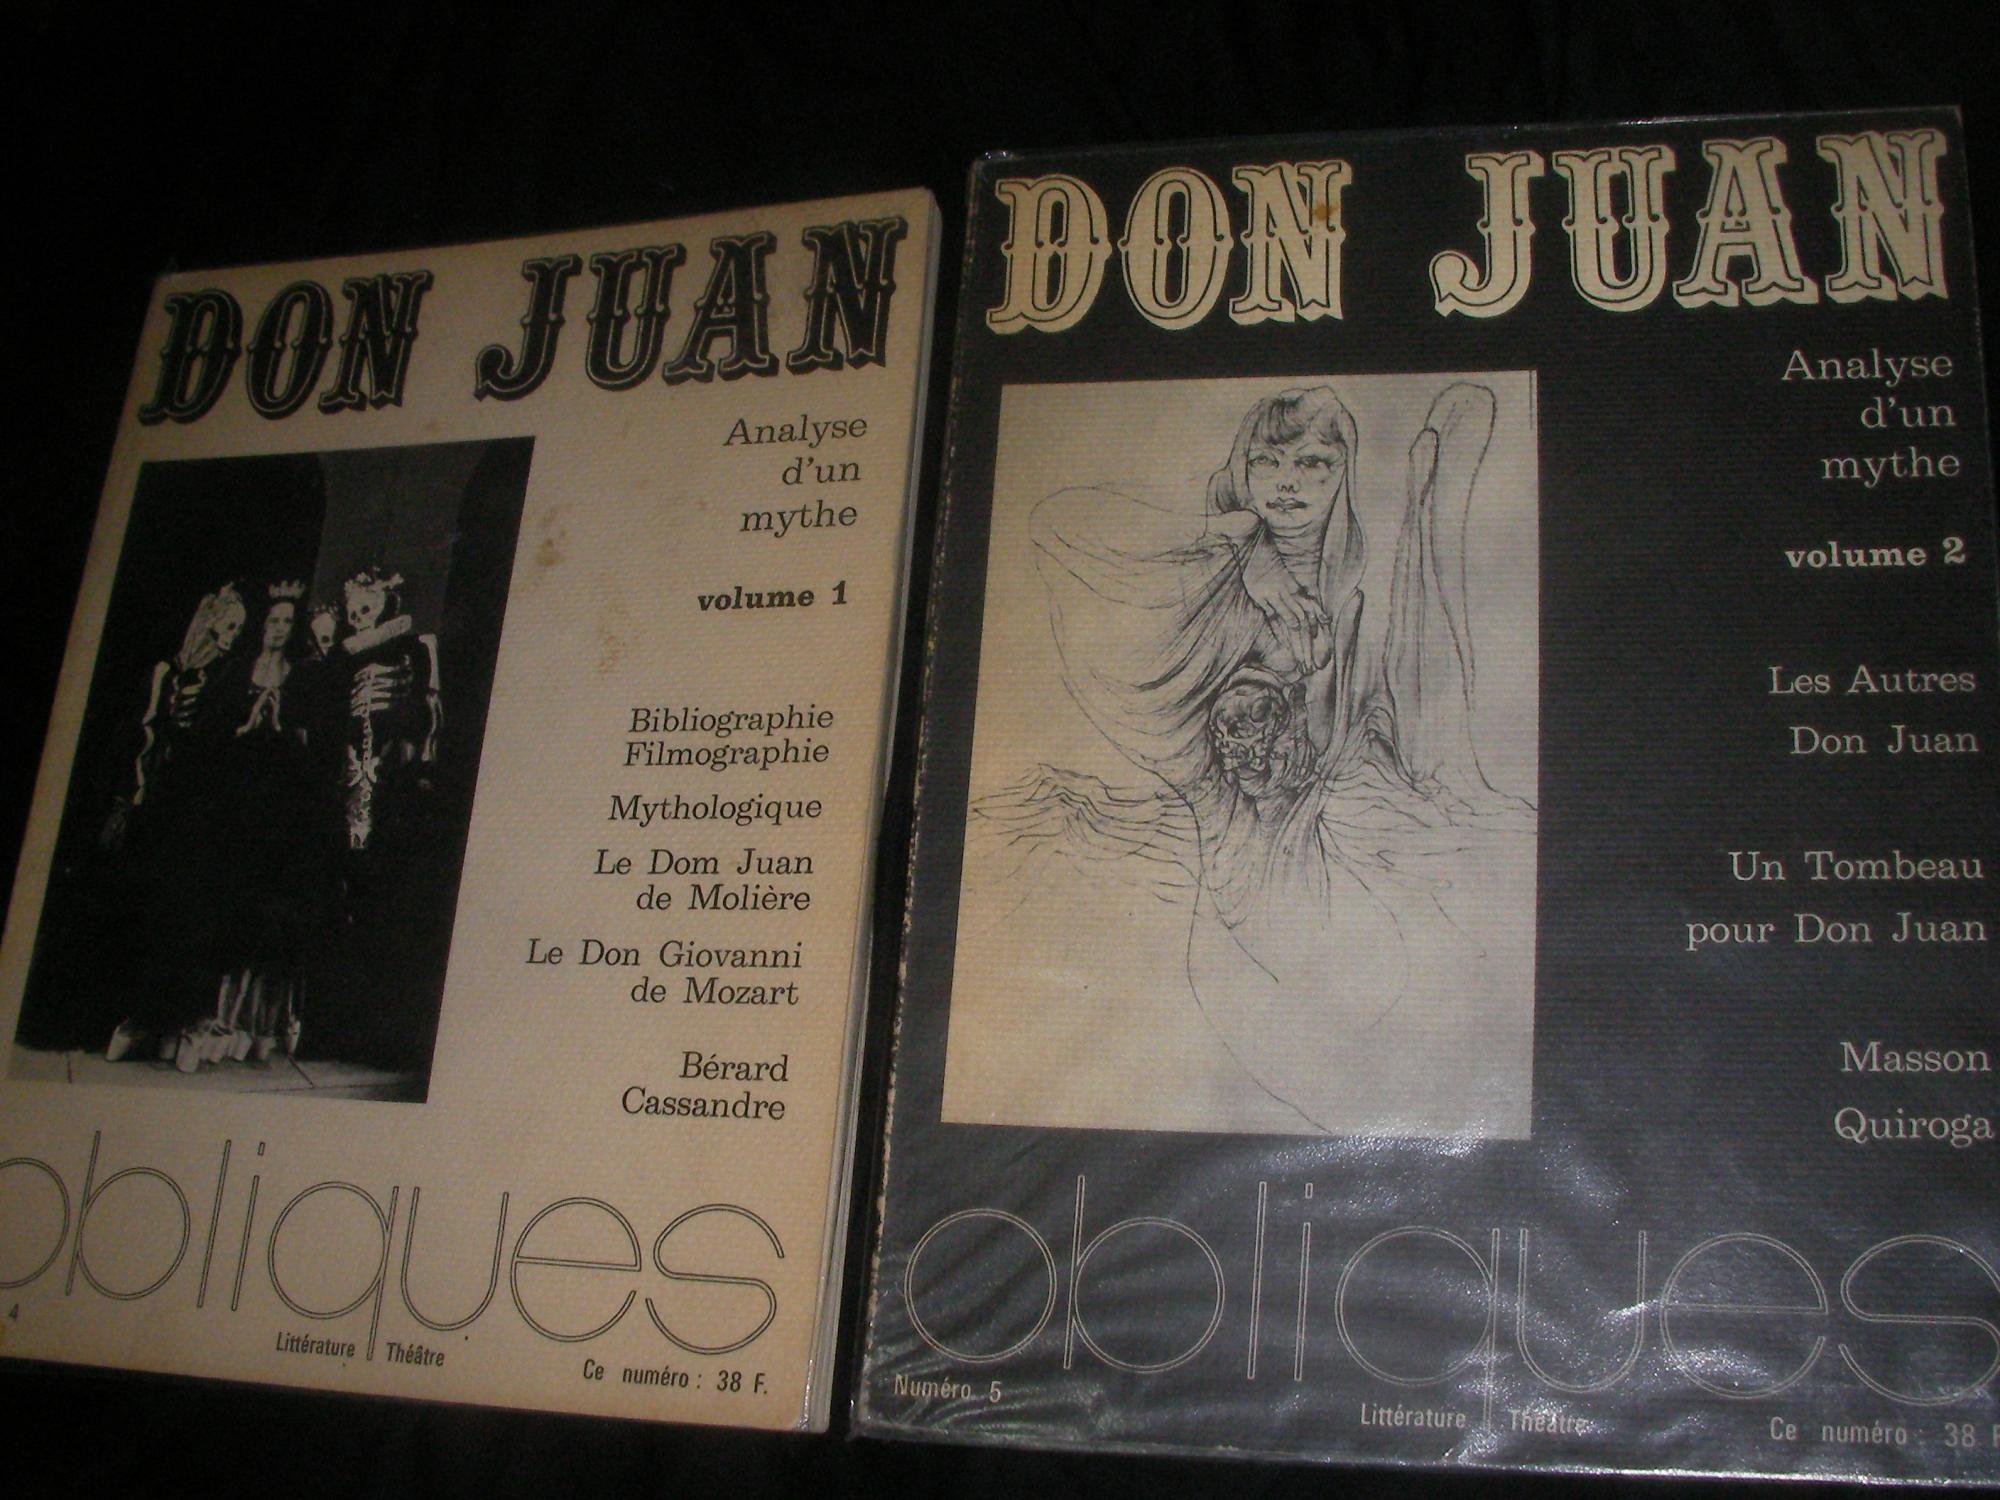 DON JUAN
Analyse
d'un
mythe
volume 1
Bibliographie
Filmographie
Mythologique
Le Dom Juan
de Molière
Le Don Giovanni
de Mozart
Bérard
Cassandre
obliques
4
Littérature Théâtre
Ce numéro : 38 F.
DON JUAN
Analyse
d'un
mythe
volume 2
Les Autres
Don Juan
Un Tombeau
pour Don Juan
Masson
Quiroga
obliques
Numéro 5
Littérature Théâtre
Ce numéro : 38 F